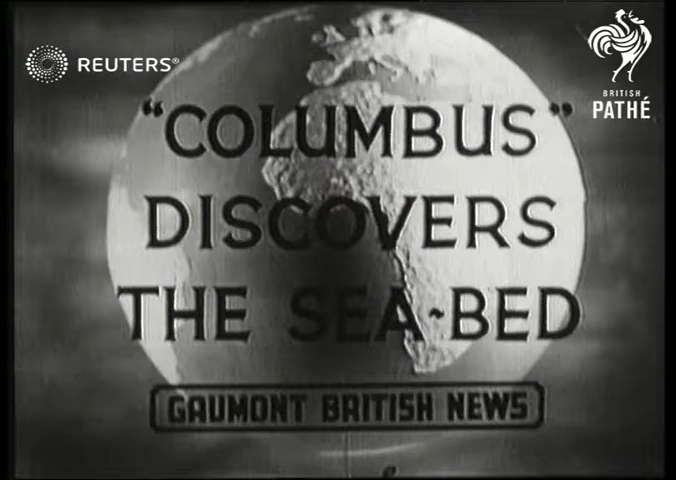 REUTERS®
BRITISH
PATHÉ
"COLUMBUS"
DISCOVERS
THE SEA-BED
GAUMONT BRITISH NEWS